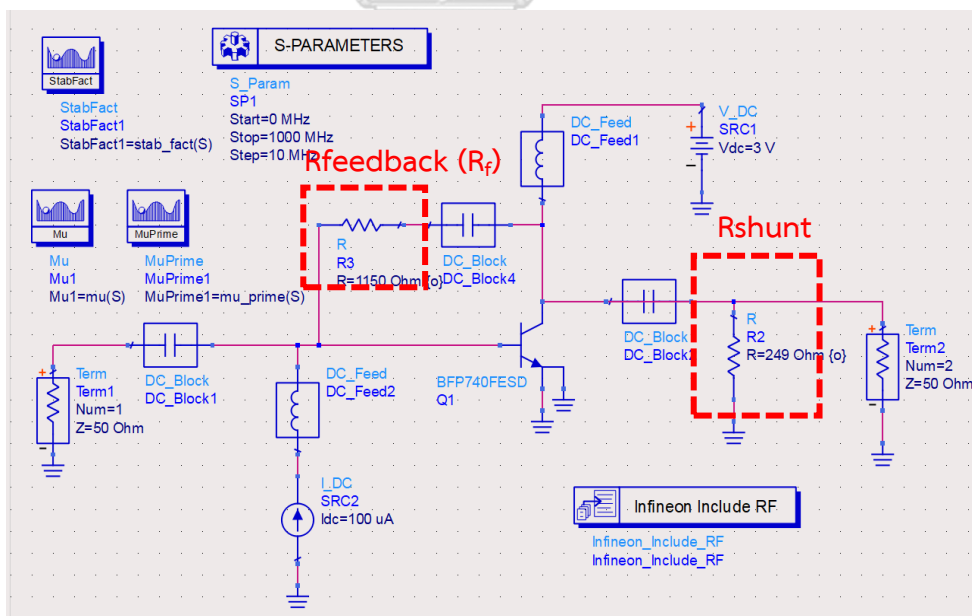 StabFact
StabFact
StabFact1
StabFact1=stab_fact(S)
S-PARAMETERS
S_Param
SP1
Start=0 MHz
Stop=1000 MHz
Step=10 MHz
Rfeedback (Rf)
DC_Feed
DC_Feed1
+
V_DC
SRC1
Vdc=3 V
-
Mu
Mu
Mu1
Mu1=mu(S)
MuPrime
MuPrime
MuPrime1
MuPrime1=mu_prime(S)
R
R3
R=1150 Ohm {o}
DC_Block
DC_Block4
Rshunt
+
Term
Term1
Num=1
Z=50 Ohm
-
DC_Block
DC_Block1
DC_Feed
DC_Feed2
BFP740FESD
Q1
DC_Block
DC_Block2
R
R2
R=249 Ohm {o}
+
Term
Term2
Num=2
Z=50 Ohm
-
I_DC
SRC2
Idc=100 uA
Infineon Include RF
Infineon_Include_RF
Infineon_Include_RF